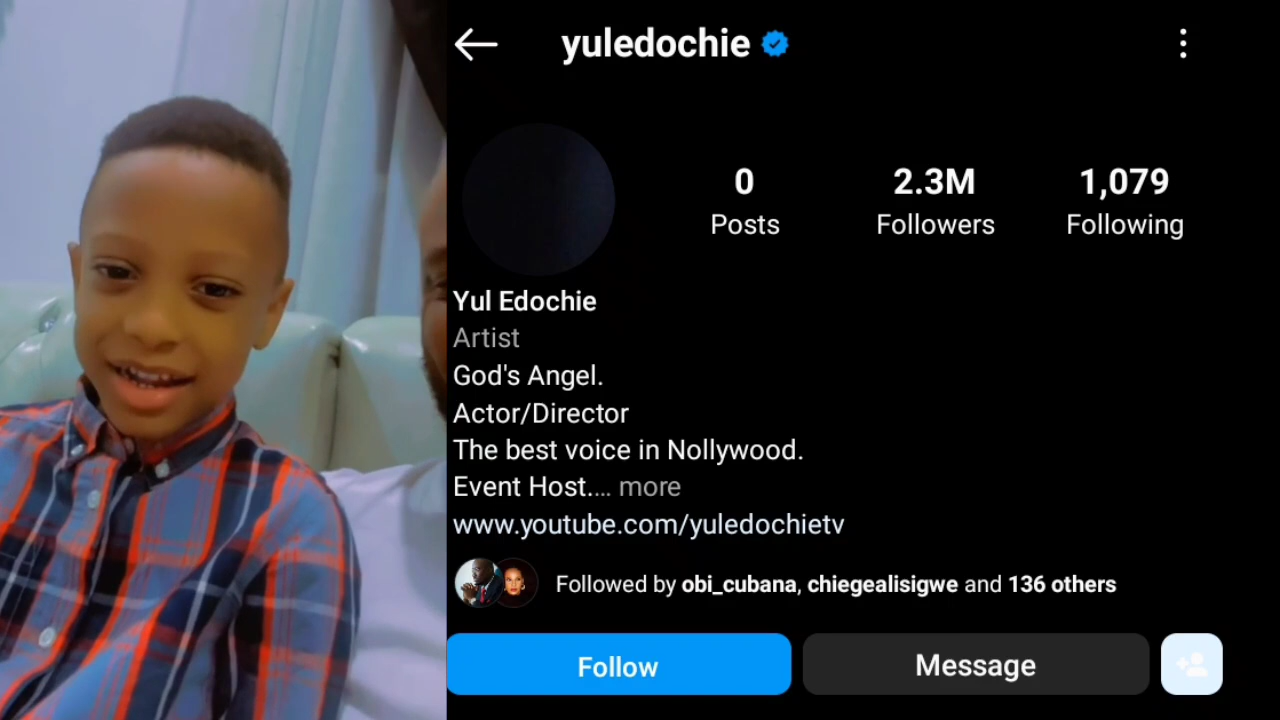 yuledochie
0
2.3M
1,079
Posts
Followers
Following
Yul Edochie
Artist
God's Angel.
Actor/Director
The best voice in Nollywood.
Event Host.... more
www.youtube.com/yuledochietv
Followed by obi_cubana, chiegealisigwe and 136 others
Follow
Message